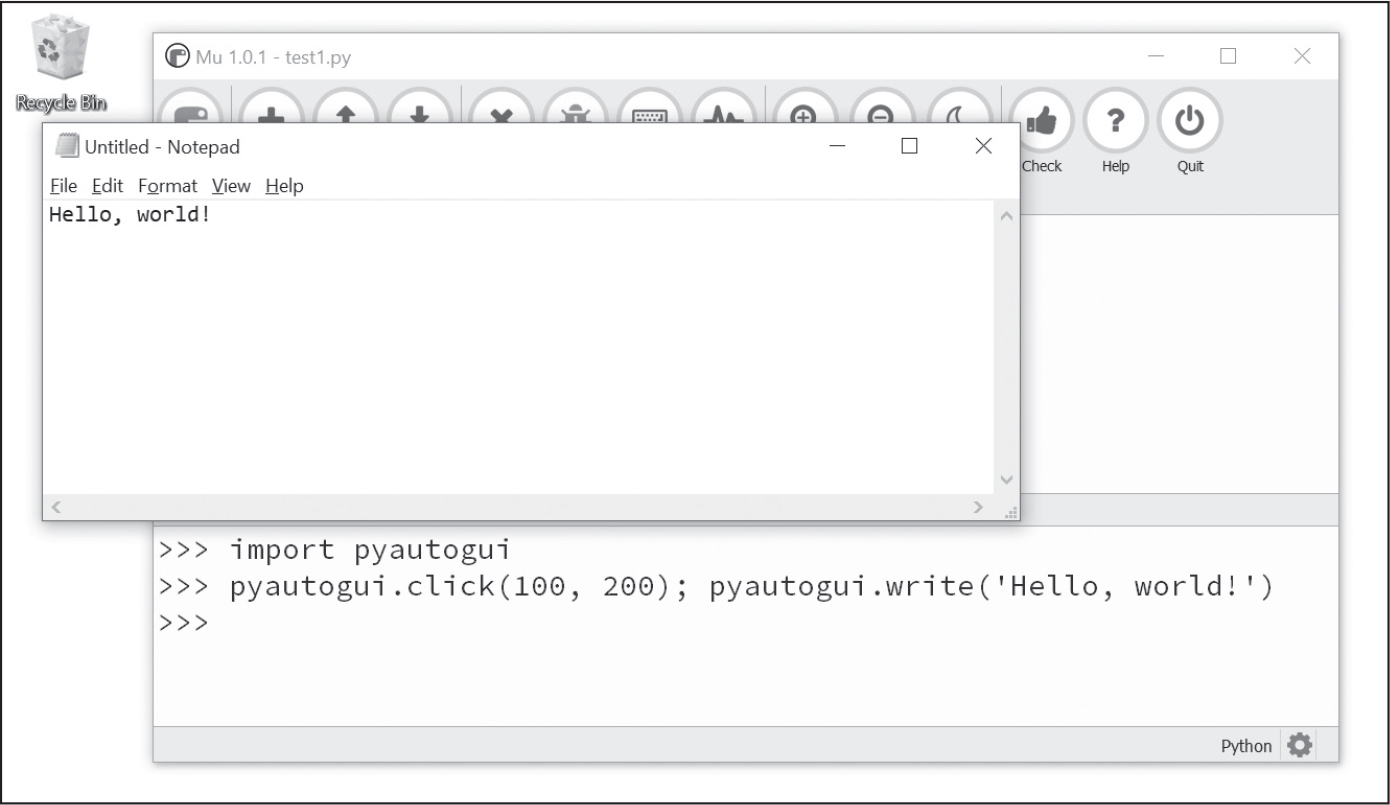 Recycle Bin
Mu 1.0.1 - test1.py
Check Help Quit
Untitled - Notepad
File Edit Format View Help
Hello, world!
>>> import pyautogui
>>> pyautogui.click(100, 200); pyautogui.write('Hello, world!')
>>>
Python